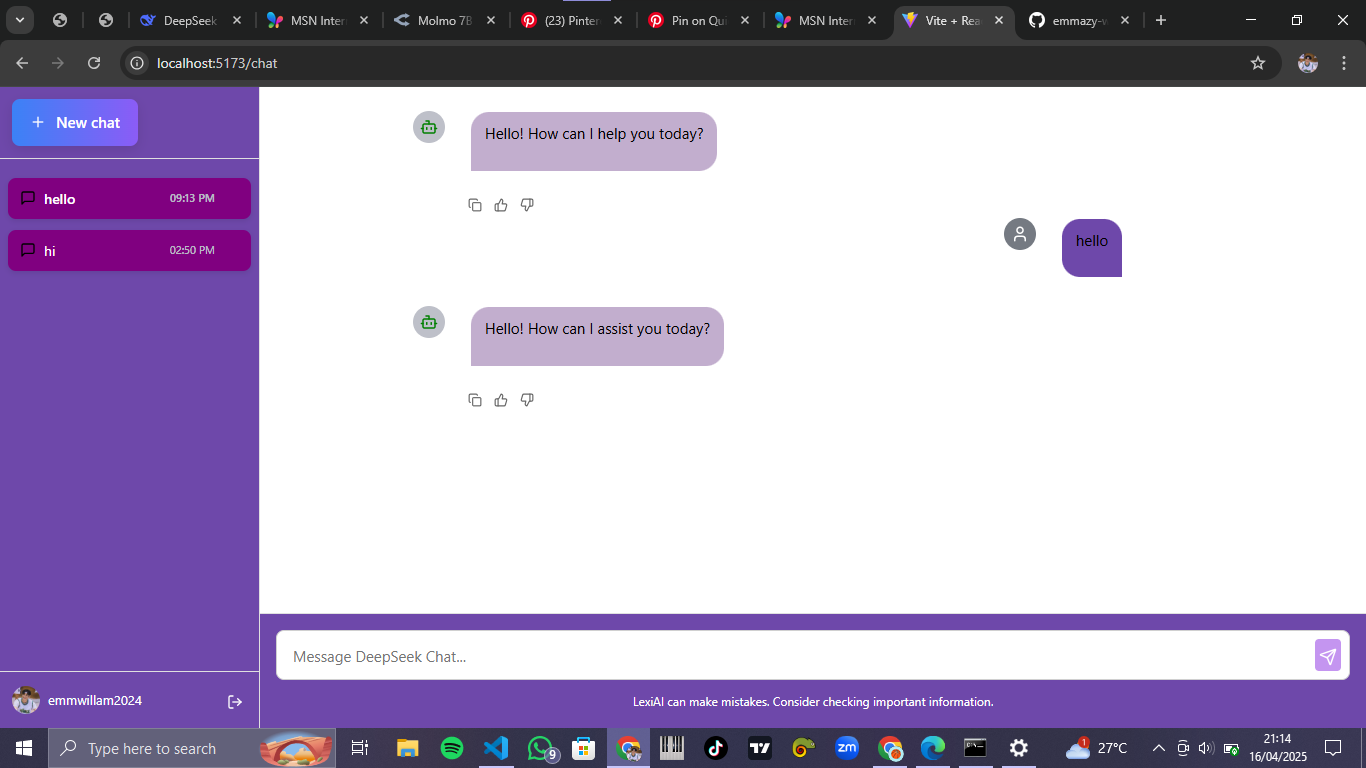 DeepSeek
MSN Inter
Molmo 7B
(23) Pinter
Pin on Qui
MSN Inter
Vite + Rea
emmazy-w
localhost:5173/chat
New chat
hello 09:13 PM
hi 02:50 PM
Hello! How can I help you today?
hello
Hello! How can I assist you today?
Message DeepSeek Chat...
LexiAI can make mistakes. Consider checking important information.
emmwillam2024
Type here to search
9
zm
1
27°C
21:14
16/04/2025